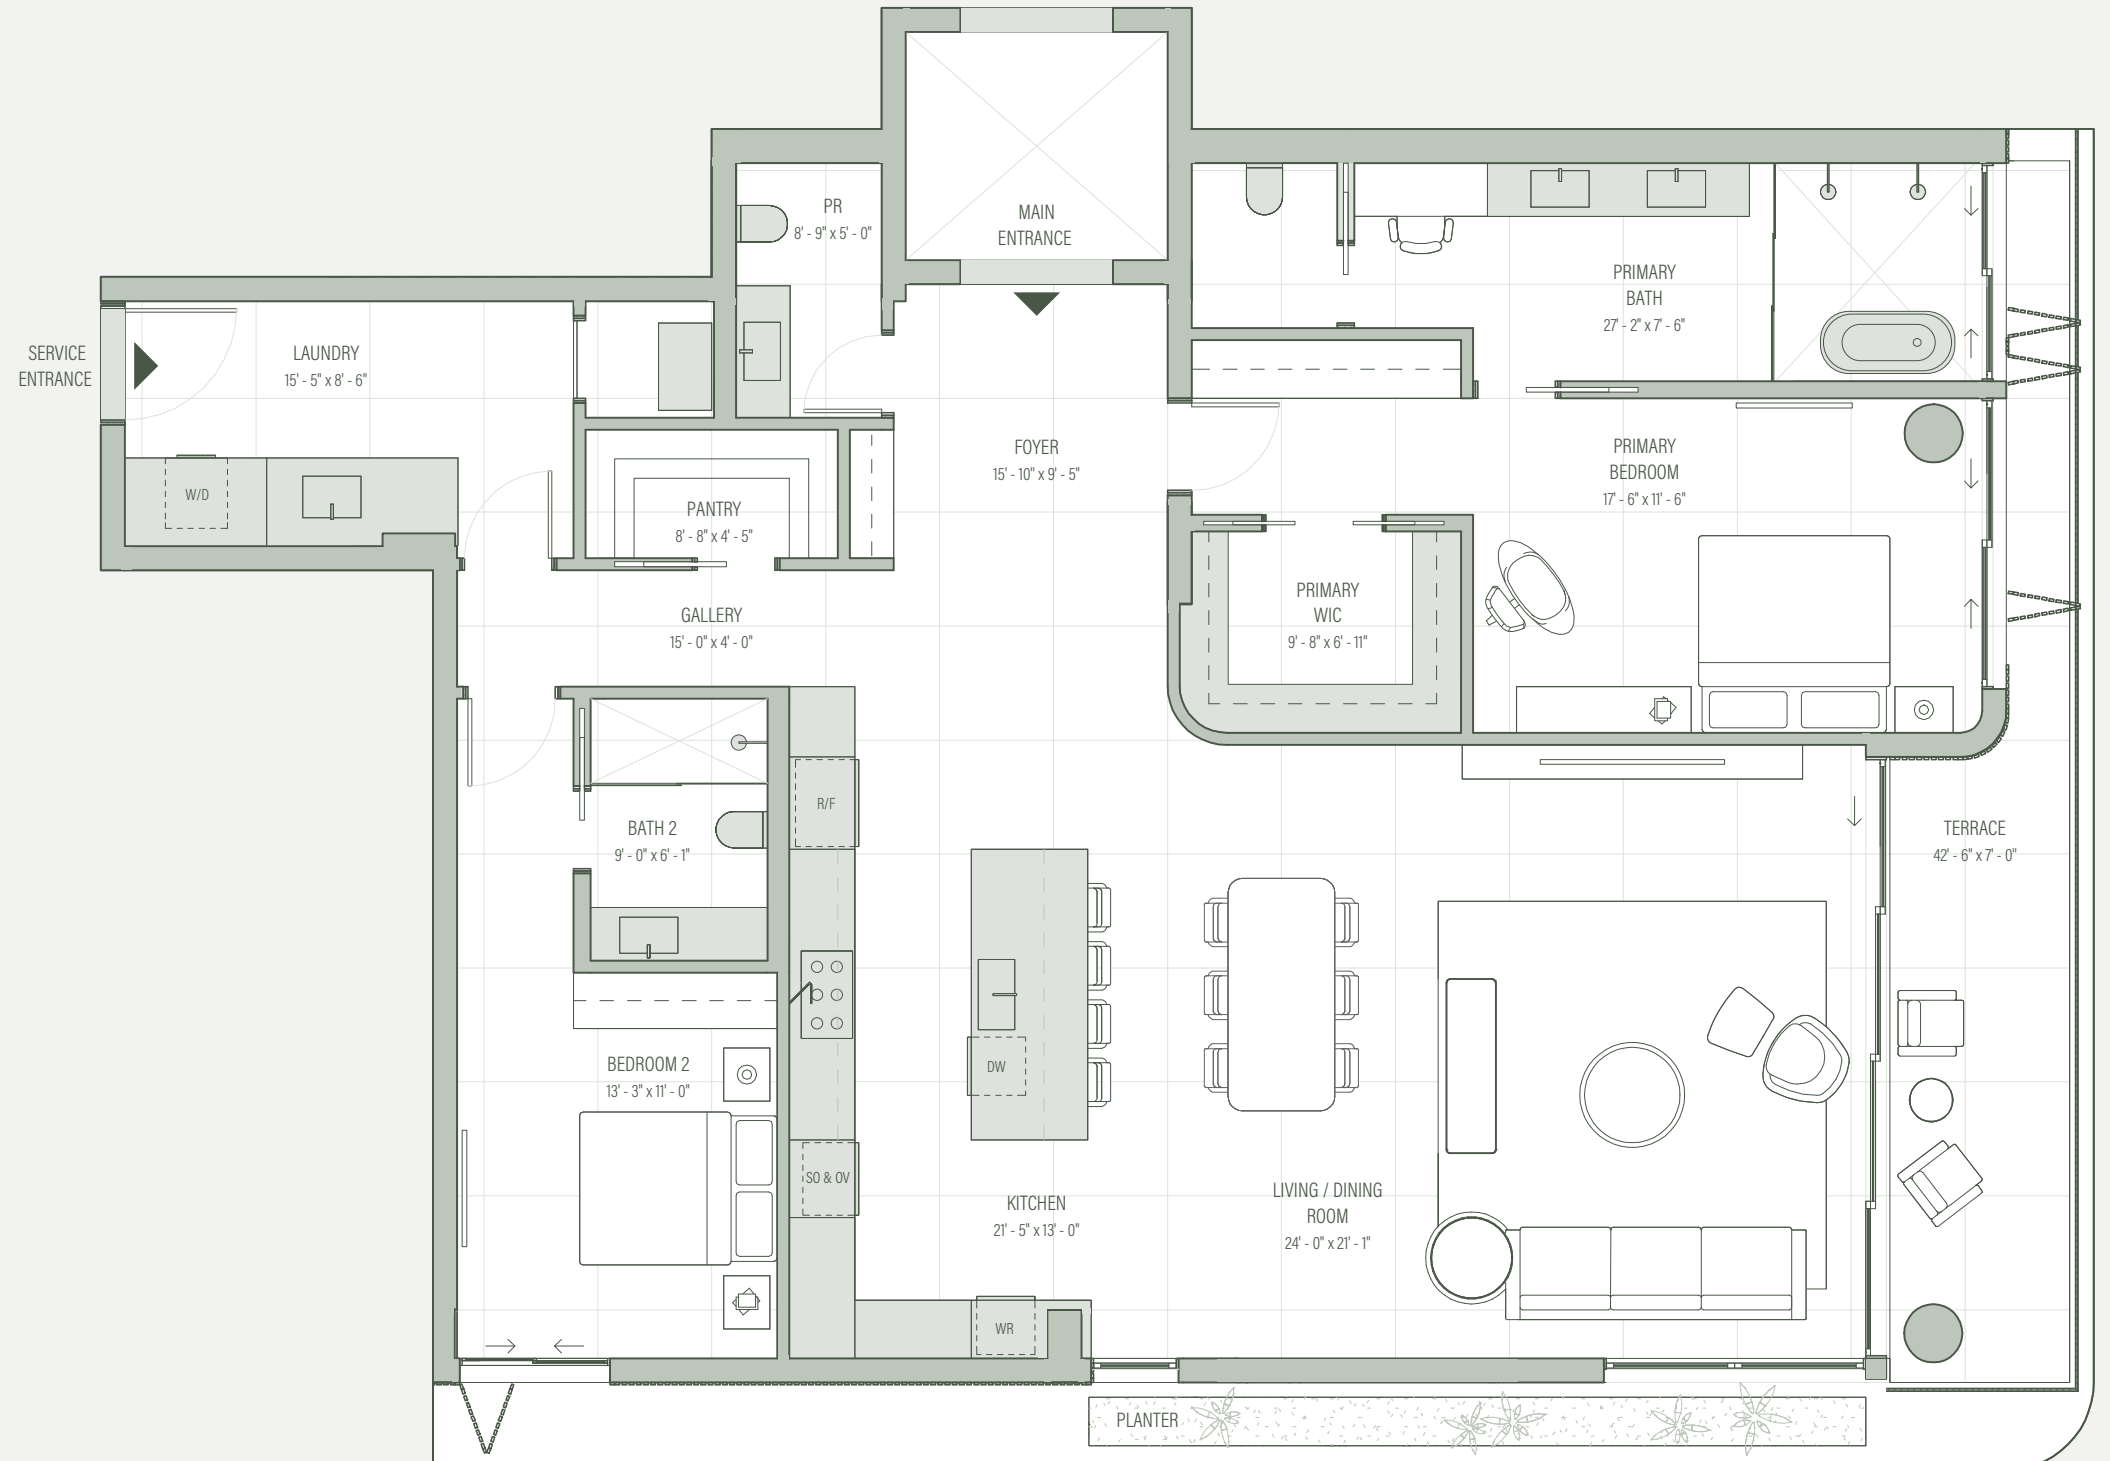 MAIN
ENTRANCE
PR
8' - 9" x 5' - 0"
PRIMARY
BATH
27' - 2" x 7' - 6"
SERVICE
ENTRANCE
LAUNDRY
15' - 5" x 8' - 6"
W/D
FOYER
15' - 10" x 9' - 5"
PRIMARY
BEDROOM
17' - 6" x 11' - 6"
PANTRY
8' - 8" x 4' - 5"
GALLERY
15' - 0" x 4' - 0"
PRIMARY
WIC
9' - 8" x 6' - 11"
R/F
BATH 2
9' - 0" x 6' - 1"
TERRACE
42' - 6" x 7' - 0"
BEDROOM 2
13' - 3" x 11' - 0"
DW
SO & OV
KITCHEN
21' - 5" x 13' - 0"
LIVING / DINING
ROOM
24' - 0" x 21' - 1"
WR
PLANTER